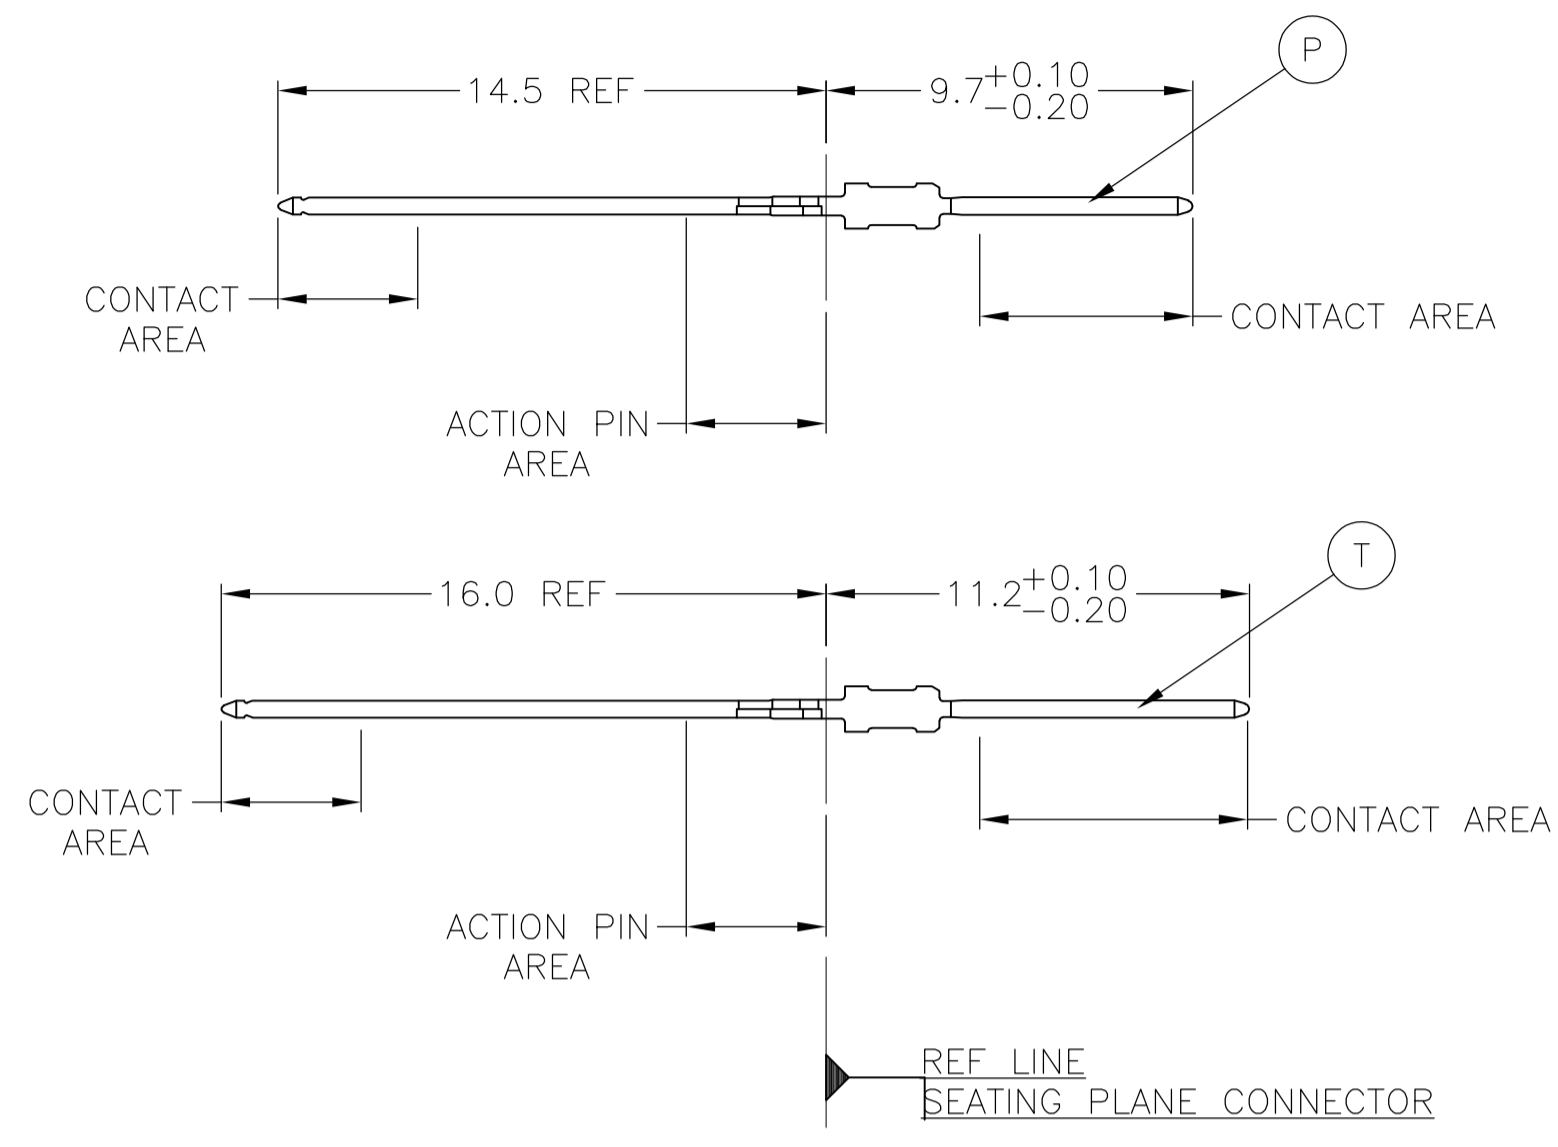 P
14.5 REF
9.7 +0.10
-0.20
CONTACT
AREA
CONTACT AREA
ACTION PIN
AREA
T
16.0 REF
11.2 +0.10
-0.20
CONTACT
AREA
CONTACT AREA
ACTION PIN
AREA
REF LINE
SEATING PLANE CONNECTOR